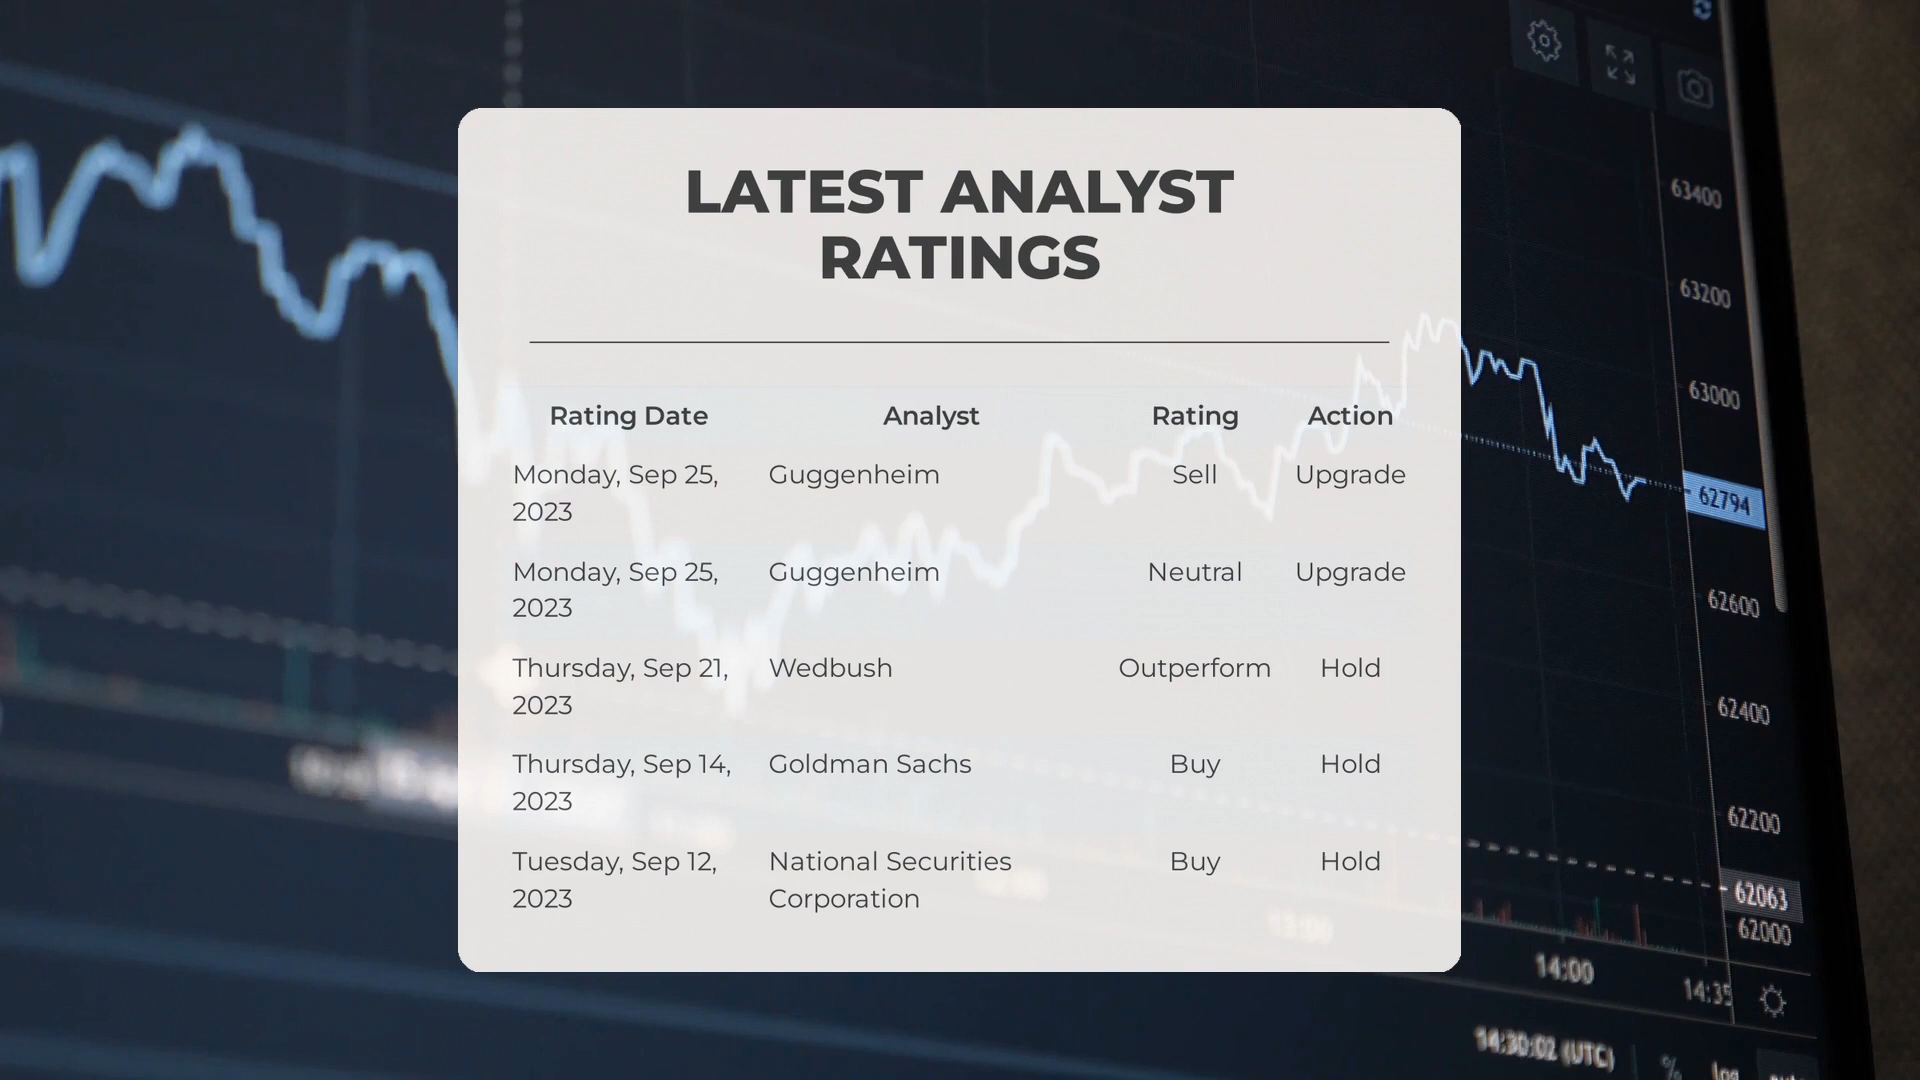 LATEST ANALYST
RATINGS
Rating Date Analyst Rating Action
Monday, Sep 25, Guggenheim Sell Upgrade
2023
Monday, Sep 25, Guggenheim Neutral Upgrade
2023
Thursday, Sep 21, Wedbush Outperform Hold
2023
Thursday, Sep 14, Goldman Sachs Buy Hold
2023
Tuesday, Sep 12, National Securities Buy Hold
2023 Corporation
63400
63200
63000
62794
62600
62400
62200
62063
62000
14:00
14:35
14:30:02 (UTC)
%
log